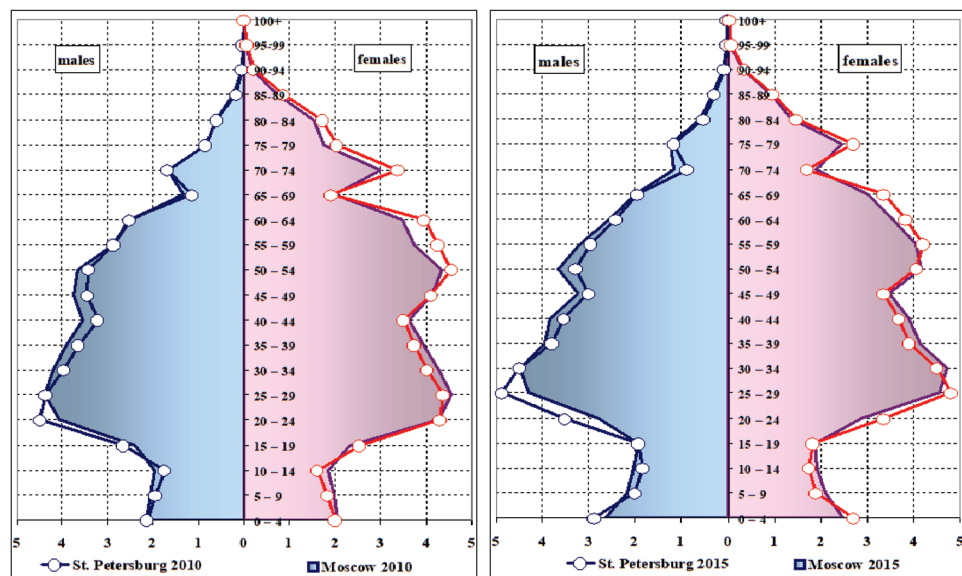 100+
95-99
males
females
90-94
85-89
80 – 84
75 – 79
70 – 74
65 – 69
60 – 64
55 – 59
50 – 54
45 – 49
40 – 44
35 – 39
30 – 34
25 – 29
20 – 24
15 – 19
10 – 14
5 – 9
0 – 4
5 4 3 2 1 0 1 2 3 4 5
St. Petersburg 2010 Moscow 2010
100+
95-99
males
females
90-94
85-89
80 – 84
75 – 79
70 – 74
65 – 69
60 – 64
55 – 59
50 – 54
45 – 49
40 – 44
35 – 39
30 – 34
25 – 29
20 – 24
15 – 19
10 – 14
5 – 9
0 – 4
5 4 3 2 1 0 1 2 3 4 5
St. Petersburg 2015 Moscow 2015